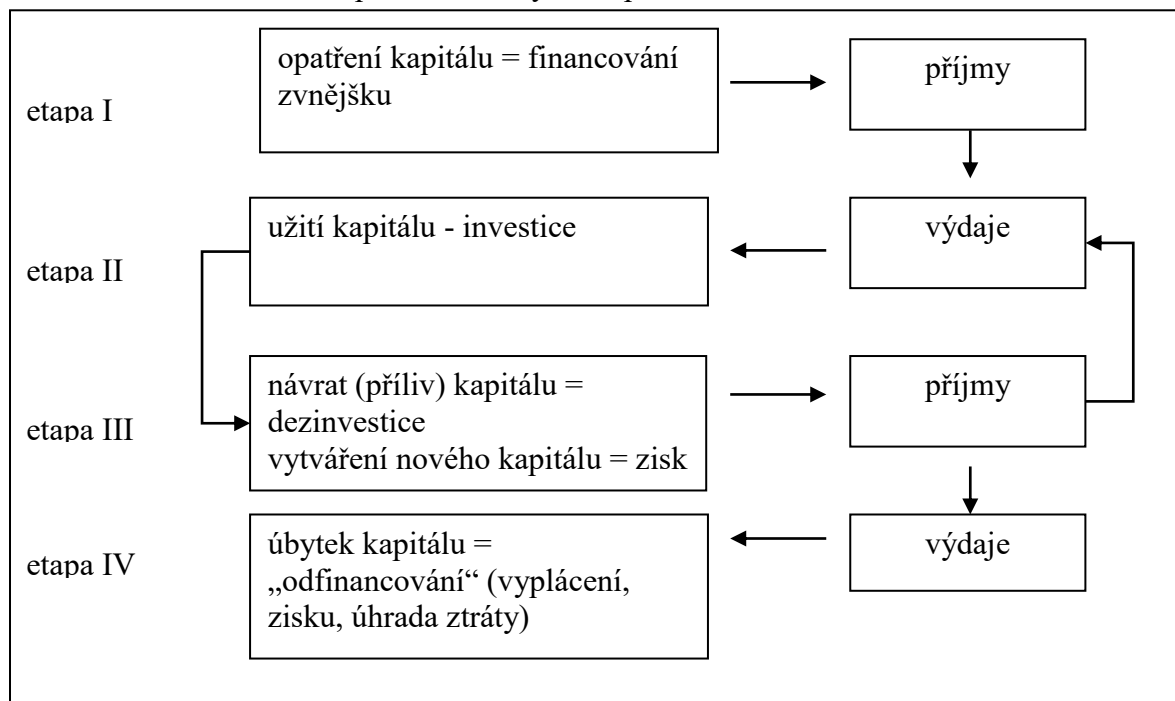 opatření kapitálu = financování
zvnějšku
příjmy
etapa I
užití kapitálu - investice
výdaje
etapa II
návrat (příliv) kapitálu =
dezinvestice
vytváření nového kapitálu = zisk
příjmy
etapa III
úbytek kapitálu =
„odfinancování“ (vyplácení,
zisku, úhrada ztráty)
výdaje
etapa IV